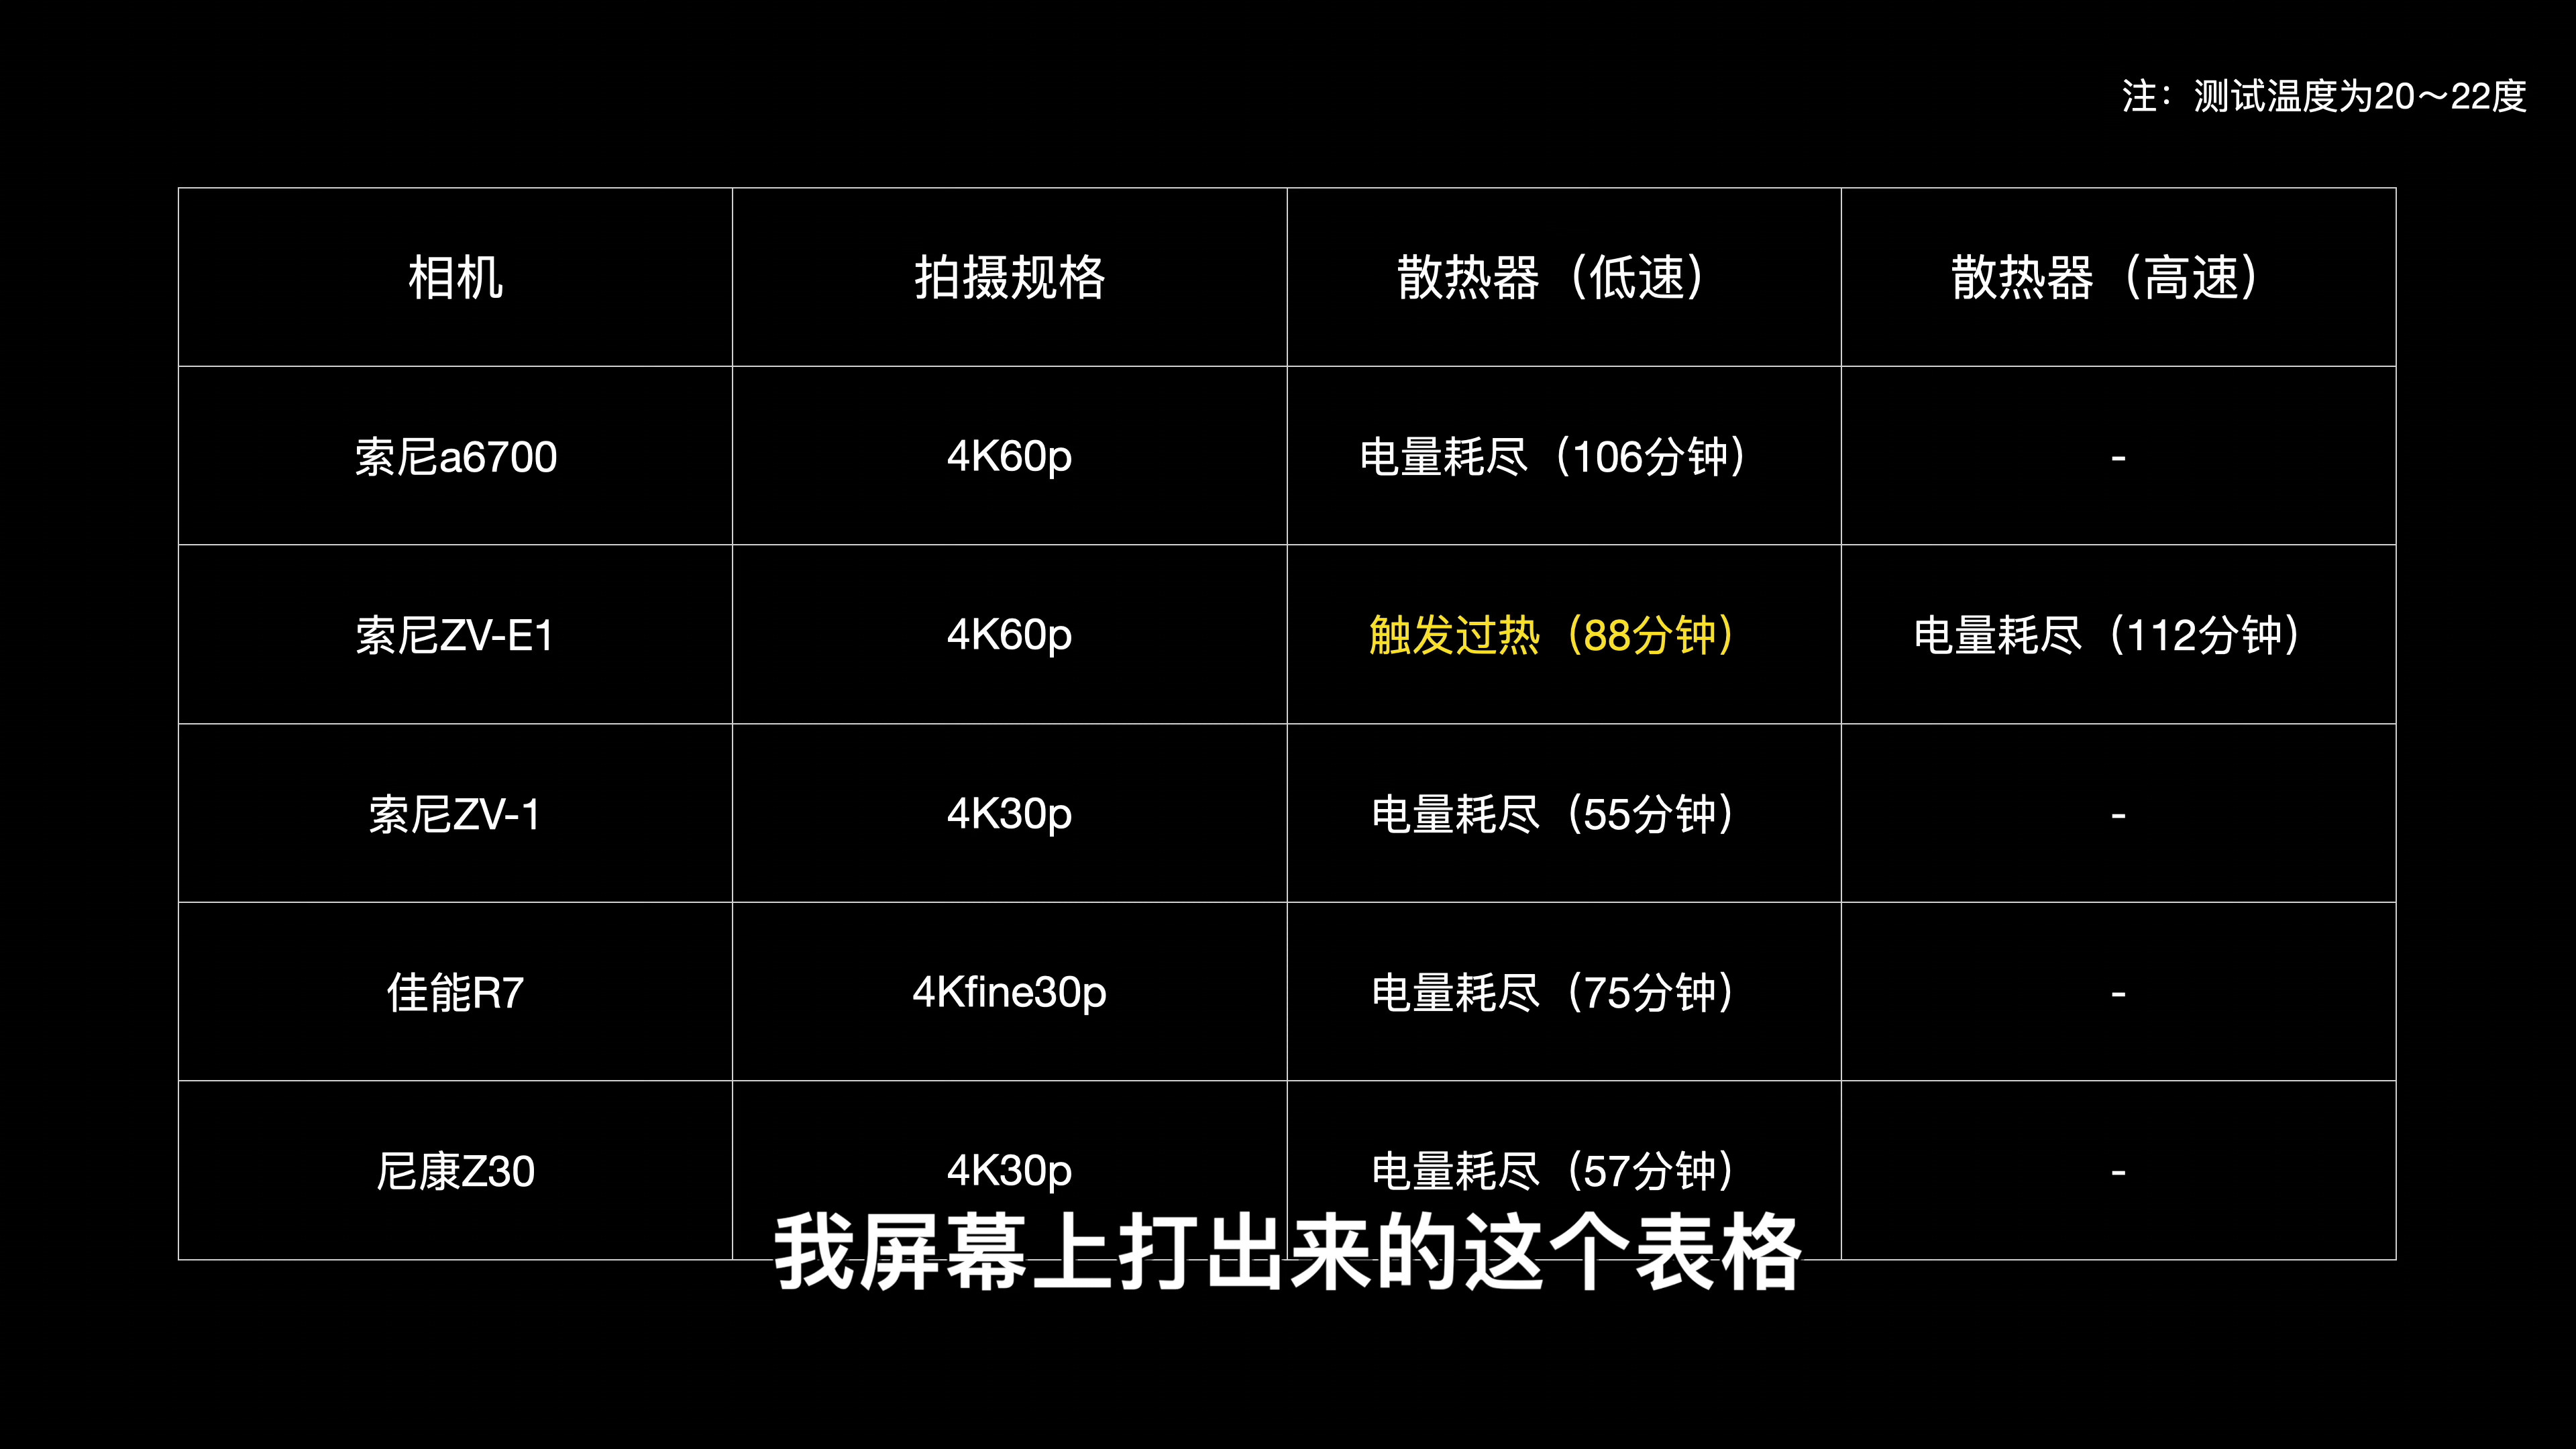 注：测试温度为20～22度
相机 拍摄规格 散热器（低速） 散热器（高速）
索尼a6700 4K60p 电量耗尽（106分钟） -
索尼ZV-E1 4K60p 触发过热（88分钟） 电量耗尽（112分钟）
索尼ZV-1 4K30p 电量耗尽（55分钟） -
佳能R7 4Kfine30p 电量耗尽（75分钟） -
尼康Z30 4K30p 电量耗尽（57分钟） -
我屏幕上打出来的这个表格